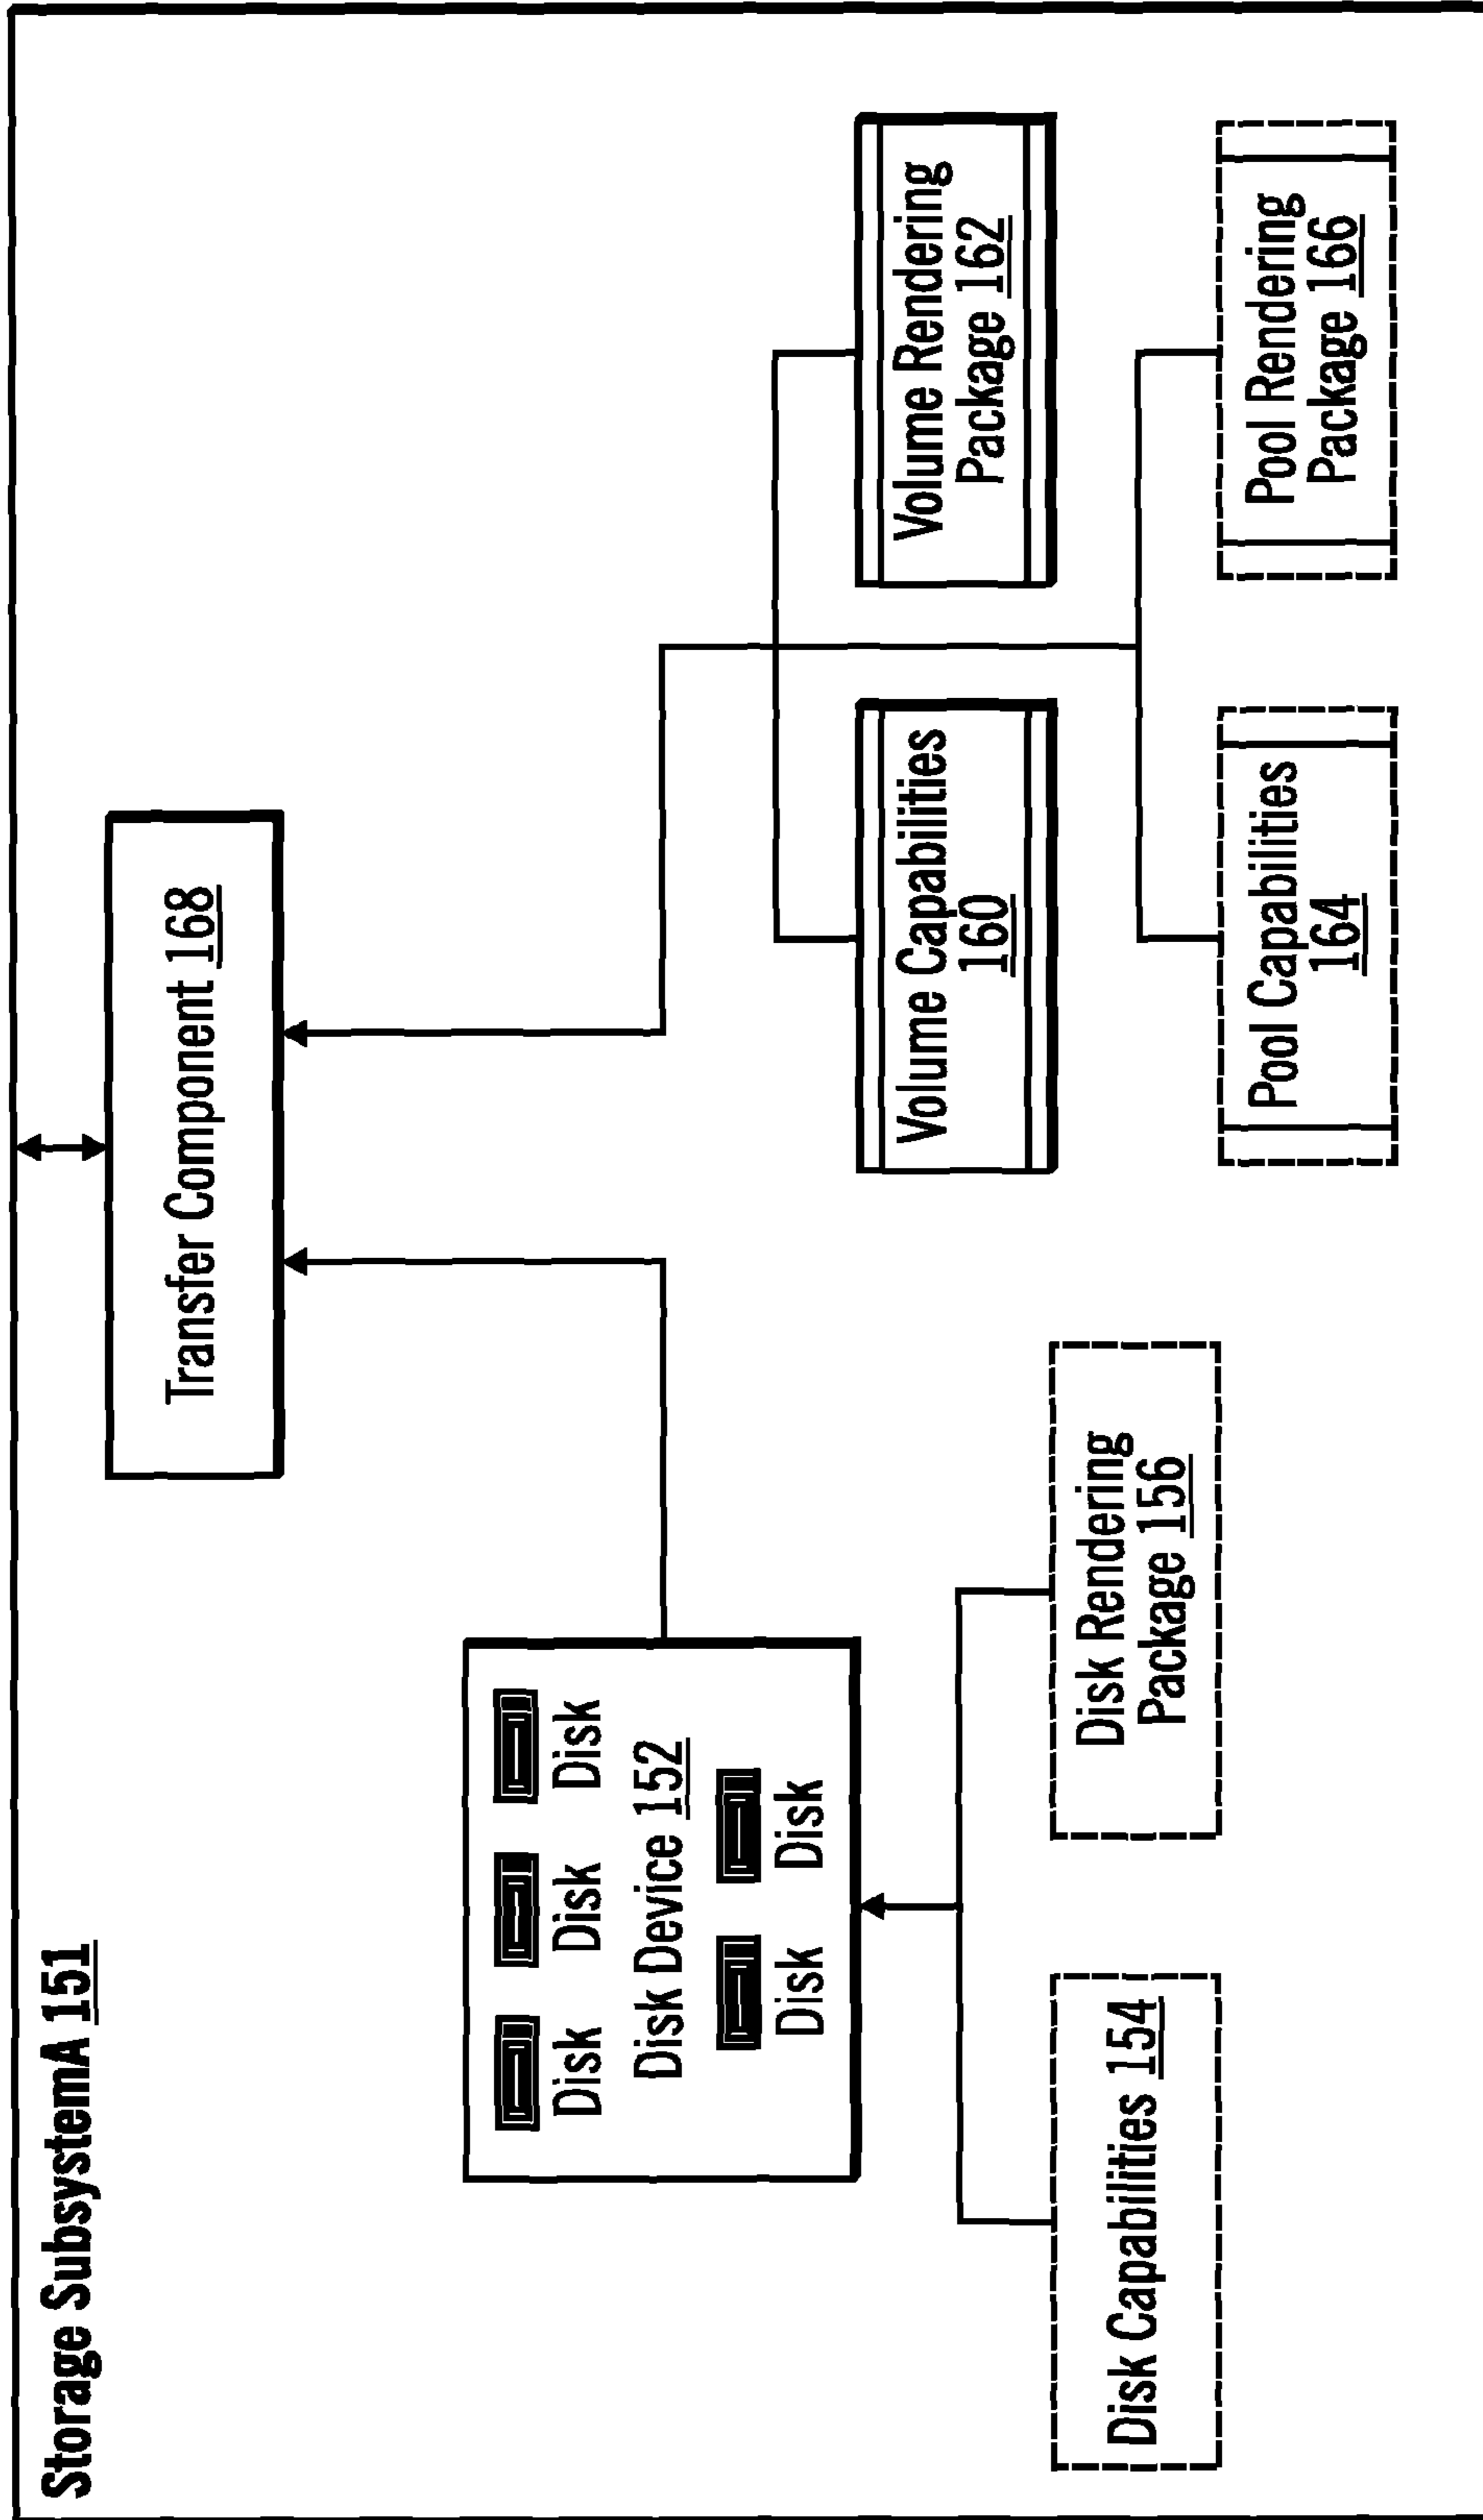 Storage SubsystemA 151
Transfer Component 168
Disk
Disk
Disk
Disk Device 152
Disk
Disk
Disk Capabilities 154
Disk Rendering
Package 156
Volume Capabilities
160
Volume Rendering
Package 162
Pool Capabilities
164
Pool Rendering
Package 166